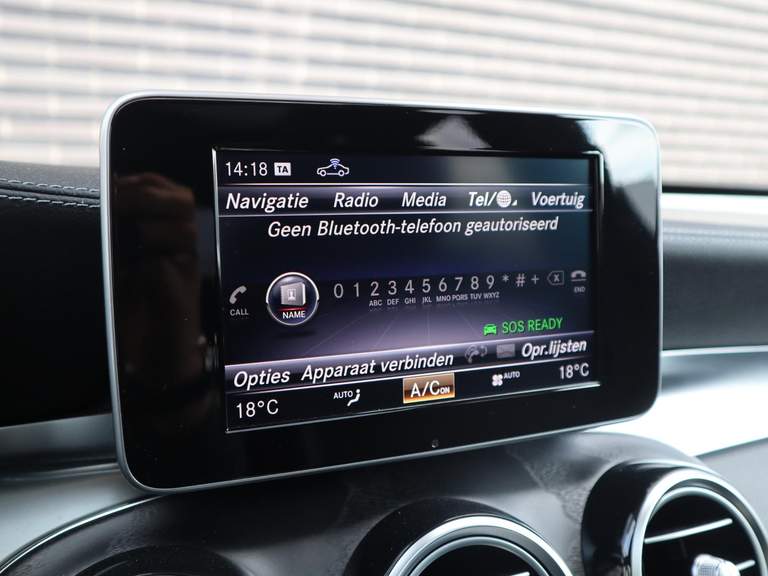 14:18 TA
Navigatie Radio Media Tel/ Voertuig
Geen Bluetooth-telefoon geautoriseerd
CALL NAME 0 1 2 3 4 5 6 7 8 9 * # + END
ABC DEF GHI JKL MNO PQRS TUV WXYZ
SOS READY
Opties Apparaat verbinden Opr.lijsten
18°C AUTO A/C ON AUTO 18°C